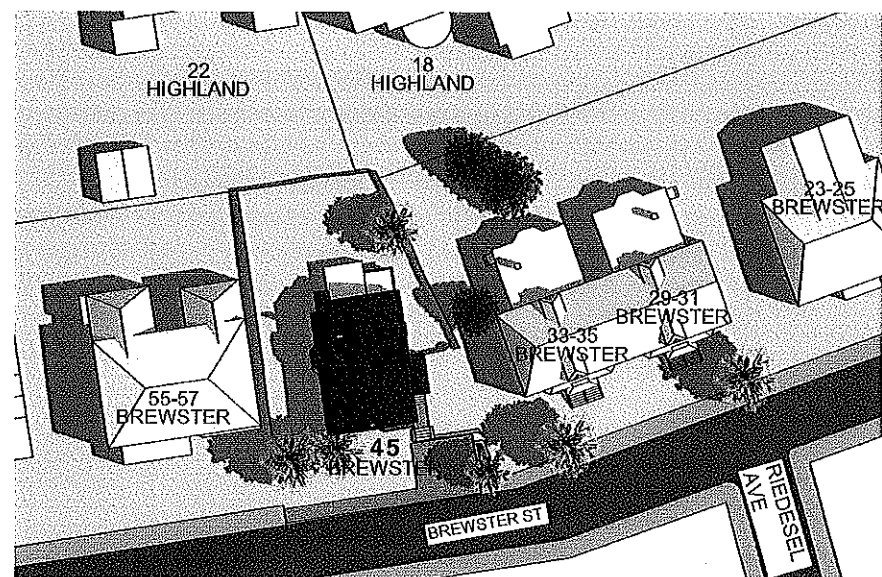 22
HIGHLAND
18
HIGHLAND
23-25
BREWSTER
29-31
BREWSTER
33-35
BREWSTER
55-57
BREWSTER
45
BREWSTER
BREWSTER ST
RIEDESEL
AVE